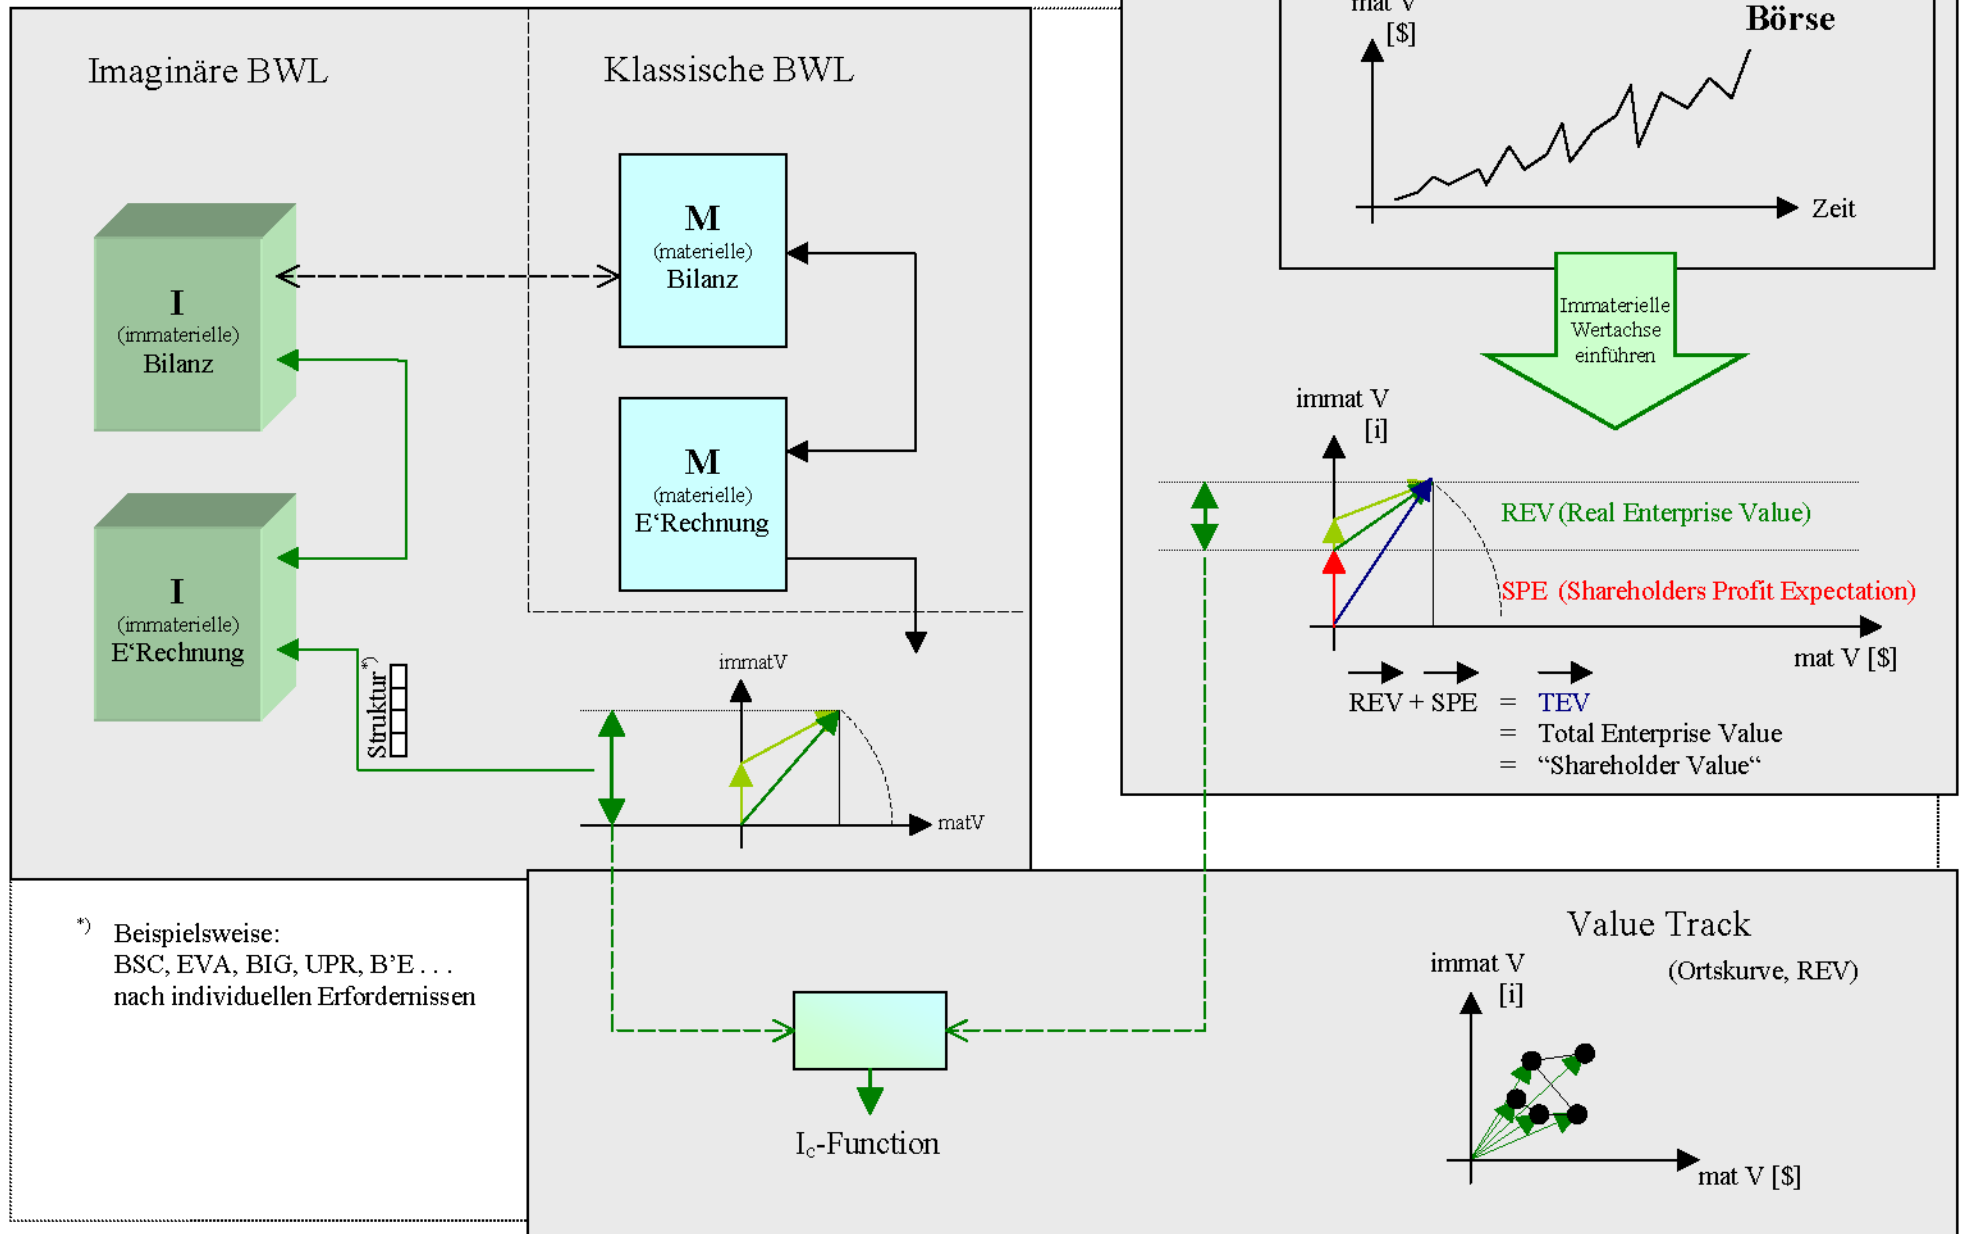 Imaginäre BWL
Klassische BWL
M
(materielle)
Bilanz
I
(immaterielle)
Bilanz
M
(materielle)
E‘Rechnung
I
(immaterielle)
E‘Rechnung
Struktur*)
immatV
matV
mat V
[$]
Börse
Zeit
Immaterielle
Wertachse
einführen
immat V
[i]
REV (Real Enterprise Value)
SPE (Shareholders Profit Expectation)
mat V [$]
REV + SPE = TEV
= Total Enterprise Value
= “Shareholder Value“
*) Beispielsweise:
BSC, EVA, BIG, UPR, B’E . . .
nach individuellen Erfordernissen
Ic-Function
Value Track
(Ortskurve, REV)
immat V
[i]
mat V [$]